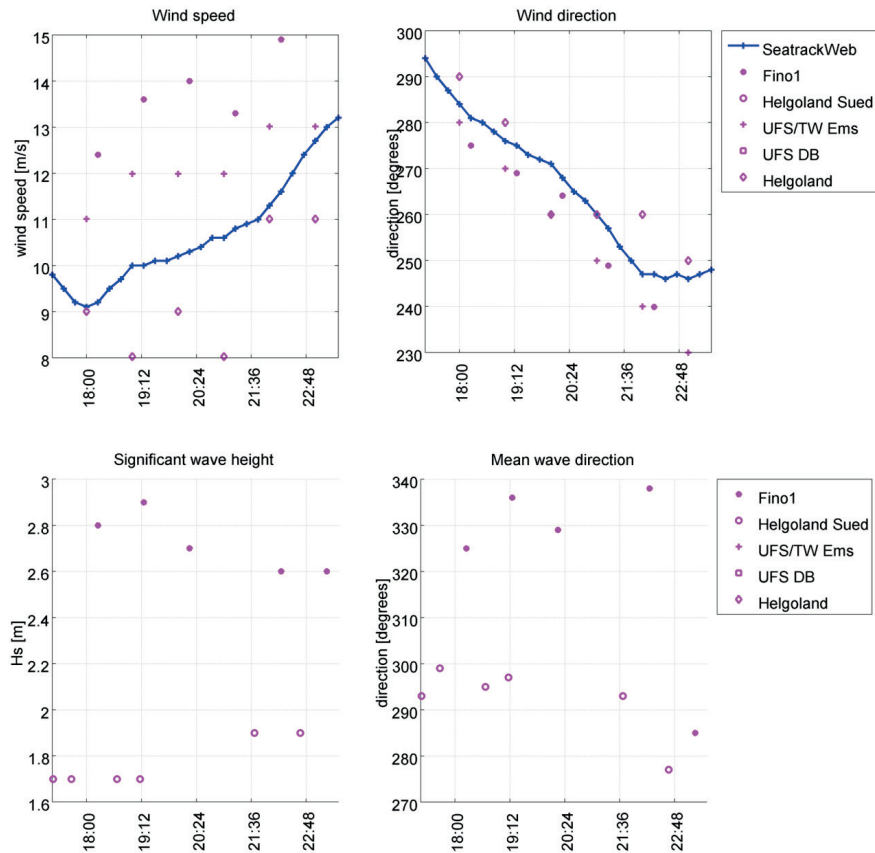 Wind speed
15
14
13
12
11
10
9
8
wind speed [m/s]
18:00
19:12
20:24
21:36
22:48
Wind direction
300
290
280
270
260
250
240
230
direction [degrees]
18:00
19:12
20:24
21:36
22:48
SeatrackWeb
Fino1
Helgoland Sued
UFS/TW Ems
UFS DB
Helgoland
Significant wave height
3
2.8
2.6
2.4
2.2
2
1.8
1.6
Hs [m]
18:00
19:12
20:24
21:36
22:48
Mean wave direction
340
330
320
310
300
290
280
270
direction [degrees]
18:00
19:12
20:24
21:36
22:48
Fino1
Helgoland Sued
UFS/TW Ems
UFS DB
Helgoland